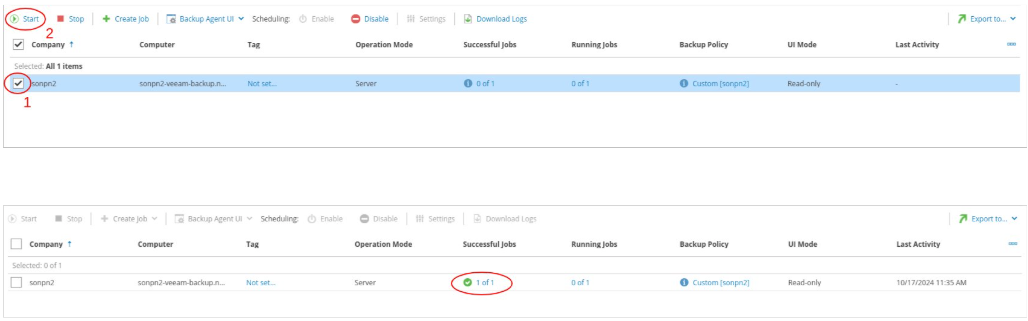 Start Stop Create Job Backup Agent UI Scheduling: Enable Disable Settings Download Logs Export to...
2
Company Computer Tag Operation Mode Successful Jobs Running Jobs Backup Policy UI Mode Last Activity
Selected: All 1 items
sonpn2 sonpn2-veeam-backup.n... Not set... Server 0 of 1 0 of 1 Custom [sonpn2] Read-only -
1
Start Stop Create Job Backup Agent UI Scheduling: Enable Disable Settings Download Logs Export to...
Company Computer Tag Operation Mode Successful Jobs Running Jobs Backup Policy UI Mode Last Activity
Selected: 0 of 1
sonpn2 sonpn2-veeam-backup.n... Not set... Server 1 of 1 0 of 1 Custom [sonpn2] Read-only 10/17/2024 11:35 AM